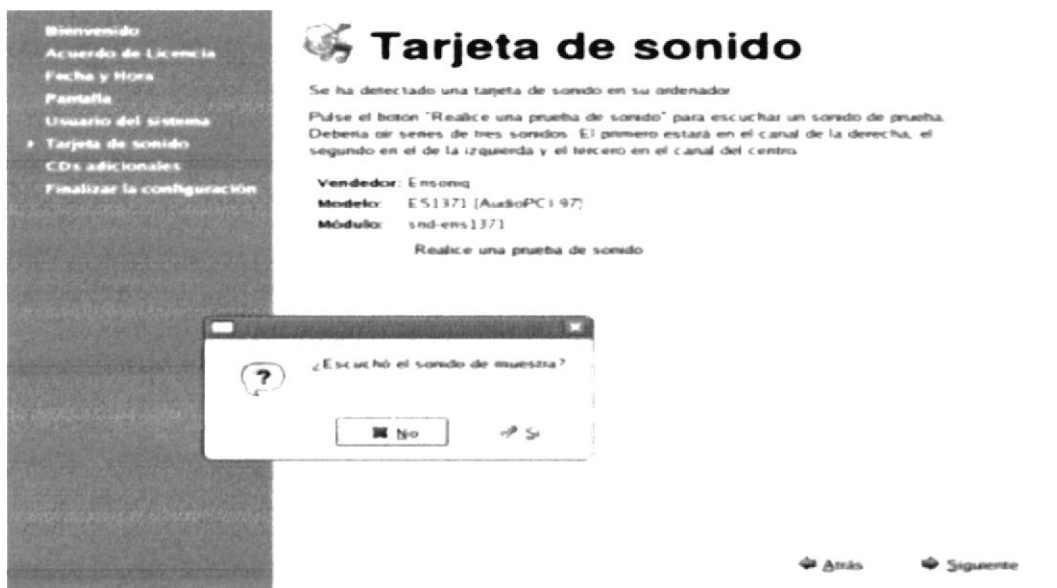 Bienvenido
Acuerdo de Licencia
Fecha y Hora
Pantalla
Usuario del sistema
Tarjeta de sonido
CDs adicionales
Finalizar la configuración
Tarjeta de sonido
Se ha detectado una tarjeta de sonido en su ordenador
Pulse el botón "Realice una prueba de sonido" para escuchar un sonido de prueba.
Debería oír series de tres sonidos. El primero estará en el canal de la derecha, el
segundo en el de la izquierda y el tercero en el canal del centro.
Vendedor: Ensoniq
Modelo: ES1371 [AudioPCI-97]
Módulo: snd-ens1371
Realice una prueba de sonido
¿Escuchó el sonido de muestra?
No
Sí
Atrás
Siguiente